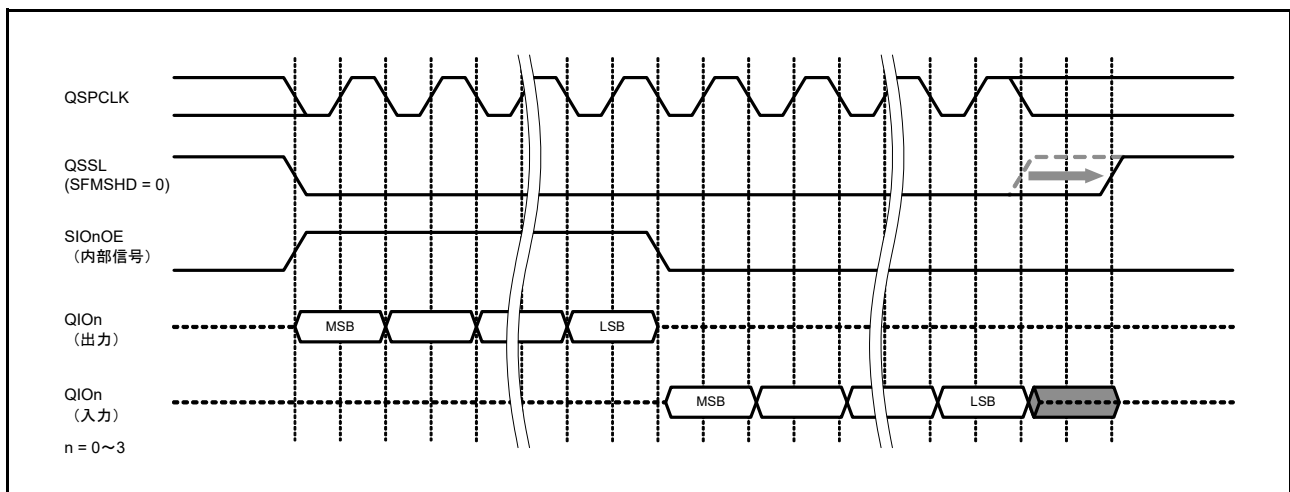 QSPCLK
QSSL
(SFMSHD = 0)
SIOnOE
(内部信号)
QIOn
(出力)
MSB
LSB
QIOn
(入力)
MSB
LSB
n = 0～3